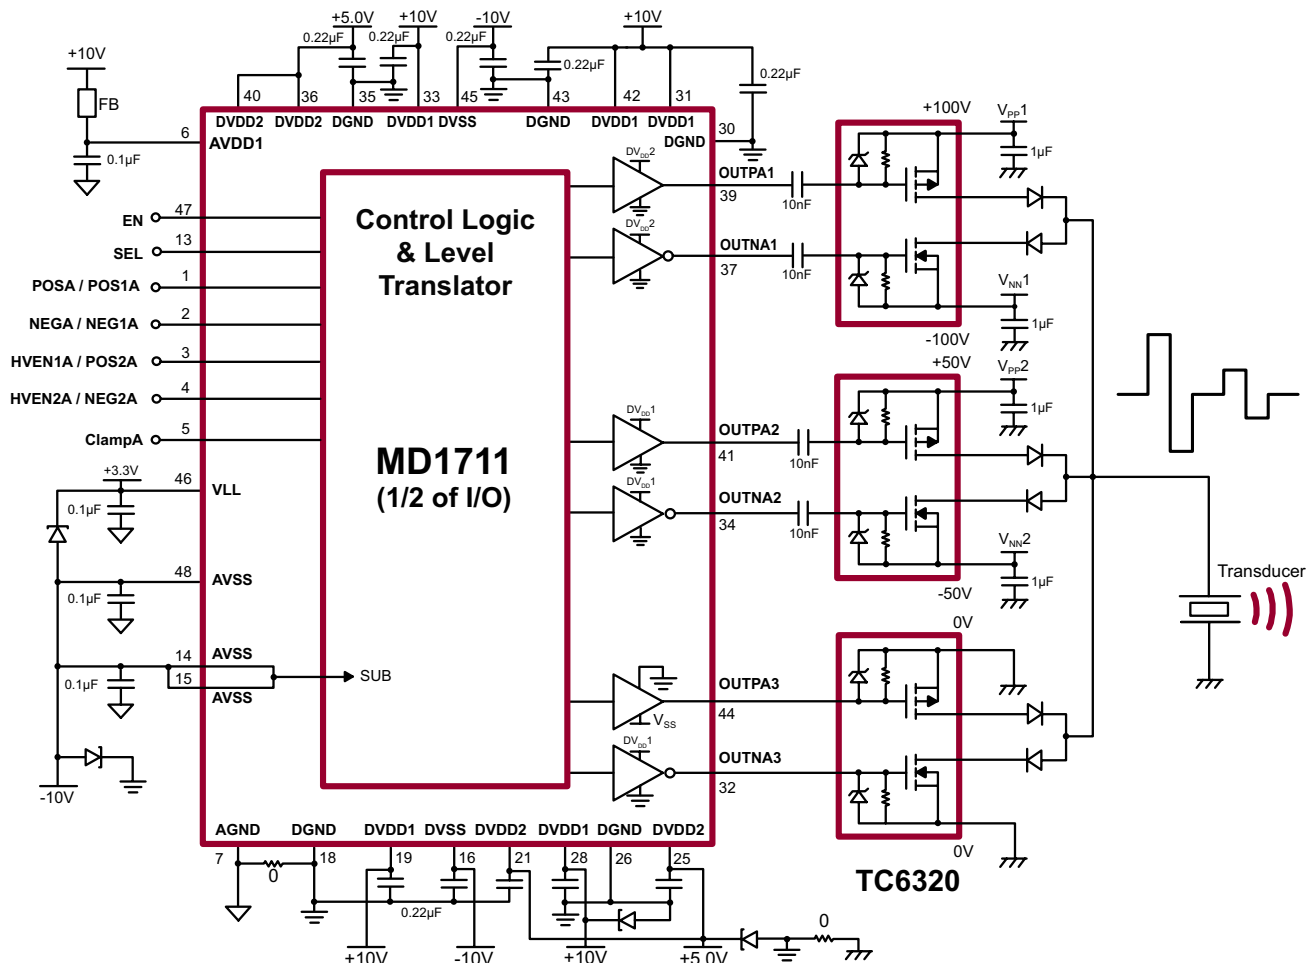 +5.0V
+10V
-10V
+10V
0.22µF
0.22µF
0.22µF
0.22µF
0.22µF
+10V
FB
0.1µF
40
36
35
33
45
43
42
31
DVDD2
DVDD2
DGND
DVDD1
DVSS
DGND
DVDD1
DVDD1
DGND
30
6
AVDD1
EN
47
SEL
13
POSA / POS1A
1
NEGA / NEG1A
2
HVEN1A / POS2A
3
HVEN2A / NEG2A
4
ClampA
5
+3.3V
46
VLL
0.1µF
48
AVSS
0.1µF
14
AVSS
15
AVSS
0.1µF
SUB
-10V
Control Logic
& Level
Translator
MD1711
(1/2 of I/O)
DVDD2
OUTPA1
39
10nF
DVDD2
OUTNA1
37
10nF
DVDD1
OUTPA2
41
10nF
DVDD1
OUTNA2
34
10nF
VSS
OUTPA3
44
DVDD1
OUTNA3
32
+100V
VPP1
1µF
VNN1
1µF
-100V
+50V
VPP2
1µF
VNN2
1µF
-50V
0V
0V
TC6320
Transducer
AGND
DGND
DVDD1
DVSS
DVDD2
DVDD1
DGND
DVDD2
7
18
19
16
21
28
26
25
0
0.22µF
+10V
-10V
+10V
+5.0V
0